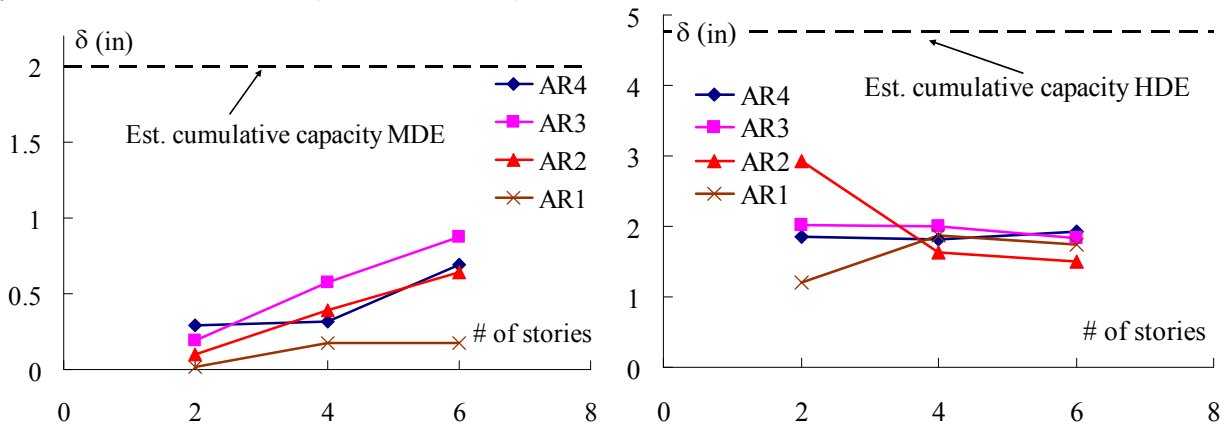 δ (in)
2
1.5
1
0.5
0
0
2
4
6
8
Est. cumulative capacity MDE
AR4
AR3
AR2
AR1
# of stories
5
4
3
2
1
0
δ (in)
Est. cumulative capacity HDE
AR4
AR3
AR2
AR1
# of stories
0
2
4
6
8